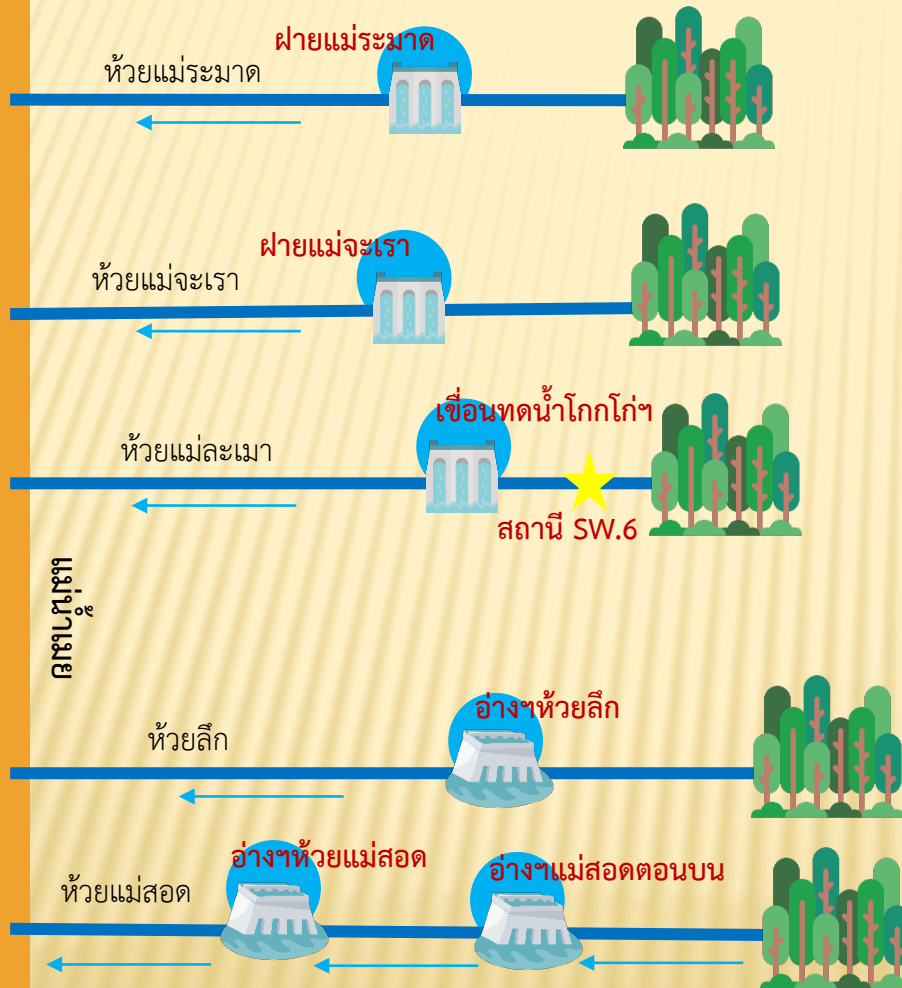 ฝายแม่ระมาด
ห้วยแม่ระมาด
ฝายแม่จะเรา
ห้วยแม่จะเรา
เขื่อนทดน้ำโกกโก่ฯ
ห้วยแม่ละเมา
สถานี SW.6
แม่น้ำเมย
อ่างฯห้วยลึก
ห้วยลึก
อ่างฯห้วยแม่สอด
อ่างฯแม่สอดตอนบน
ห้วยแม่สอด